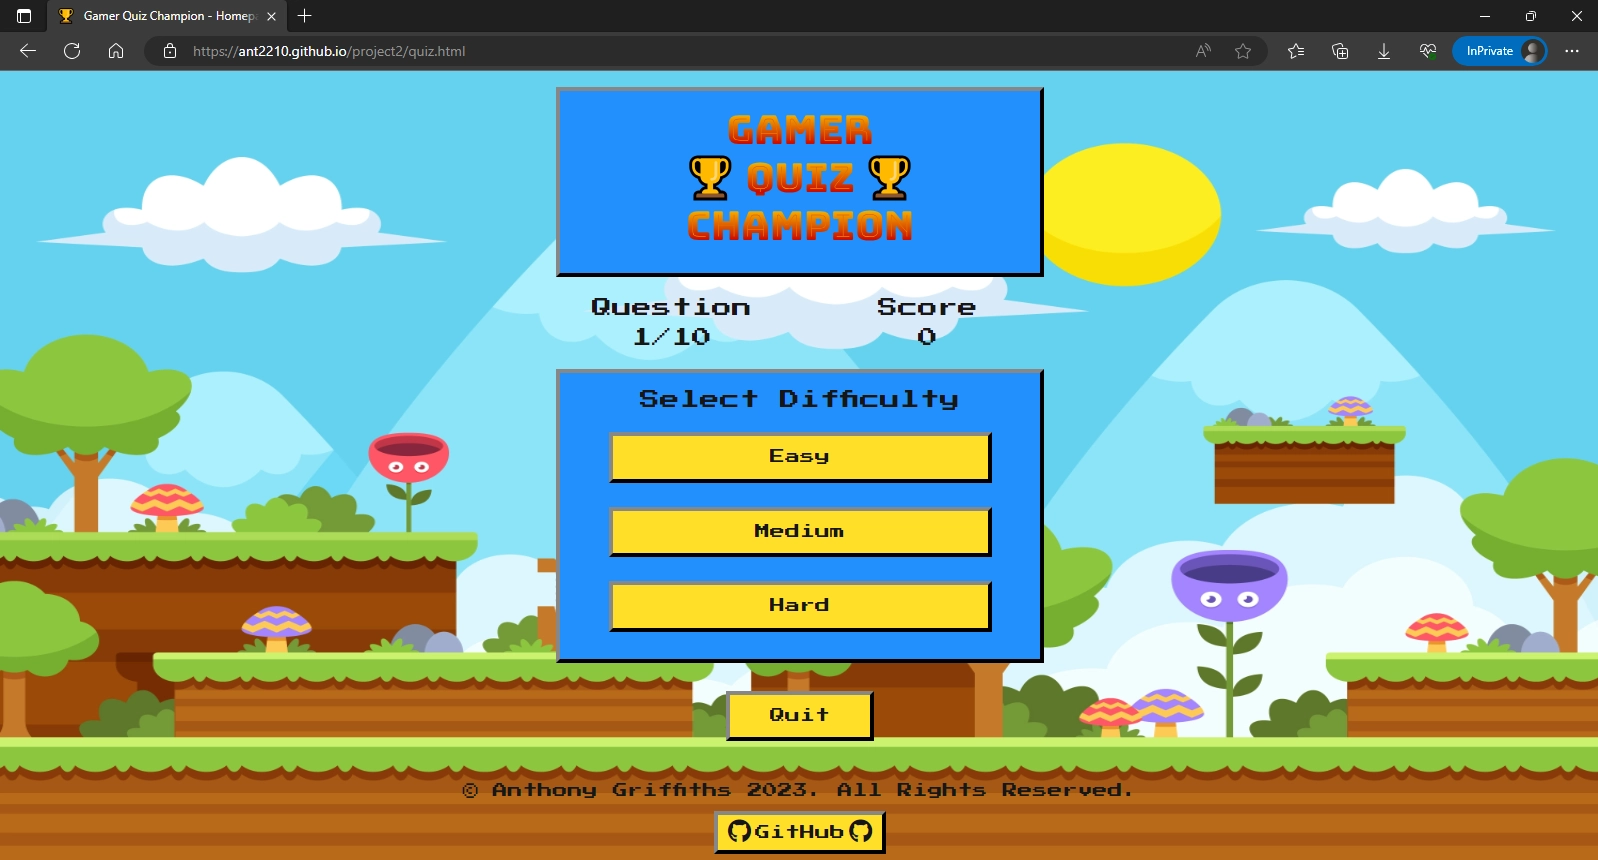 Gamer Quiz Champion - Homep
https://ant2210.github.io/project2/quiz.html
InPrivate
GAMER
QUIZ
CHAMPION
Question
1/10
Score
0
Select Difficulty
Easy
Medium
Hard
Quit
© Anthony Griffiths 2023. All Rights Reserved.
GitHub